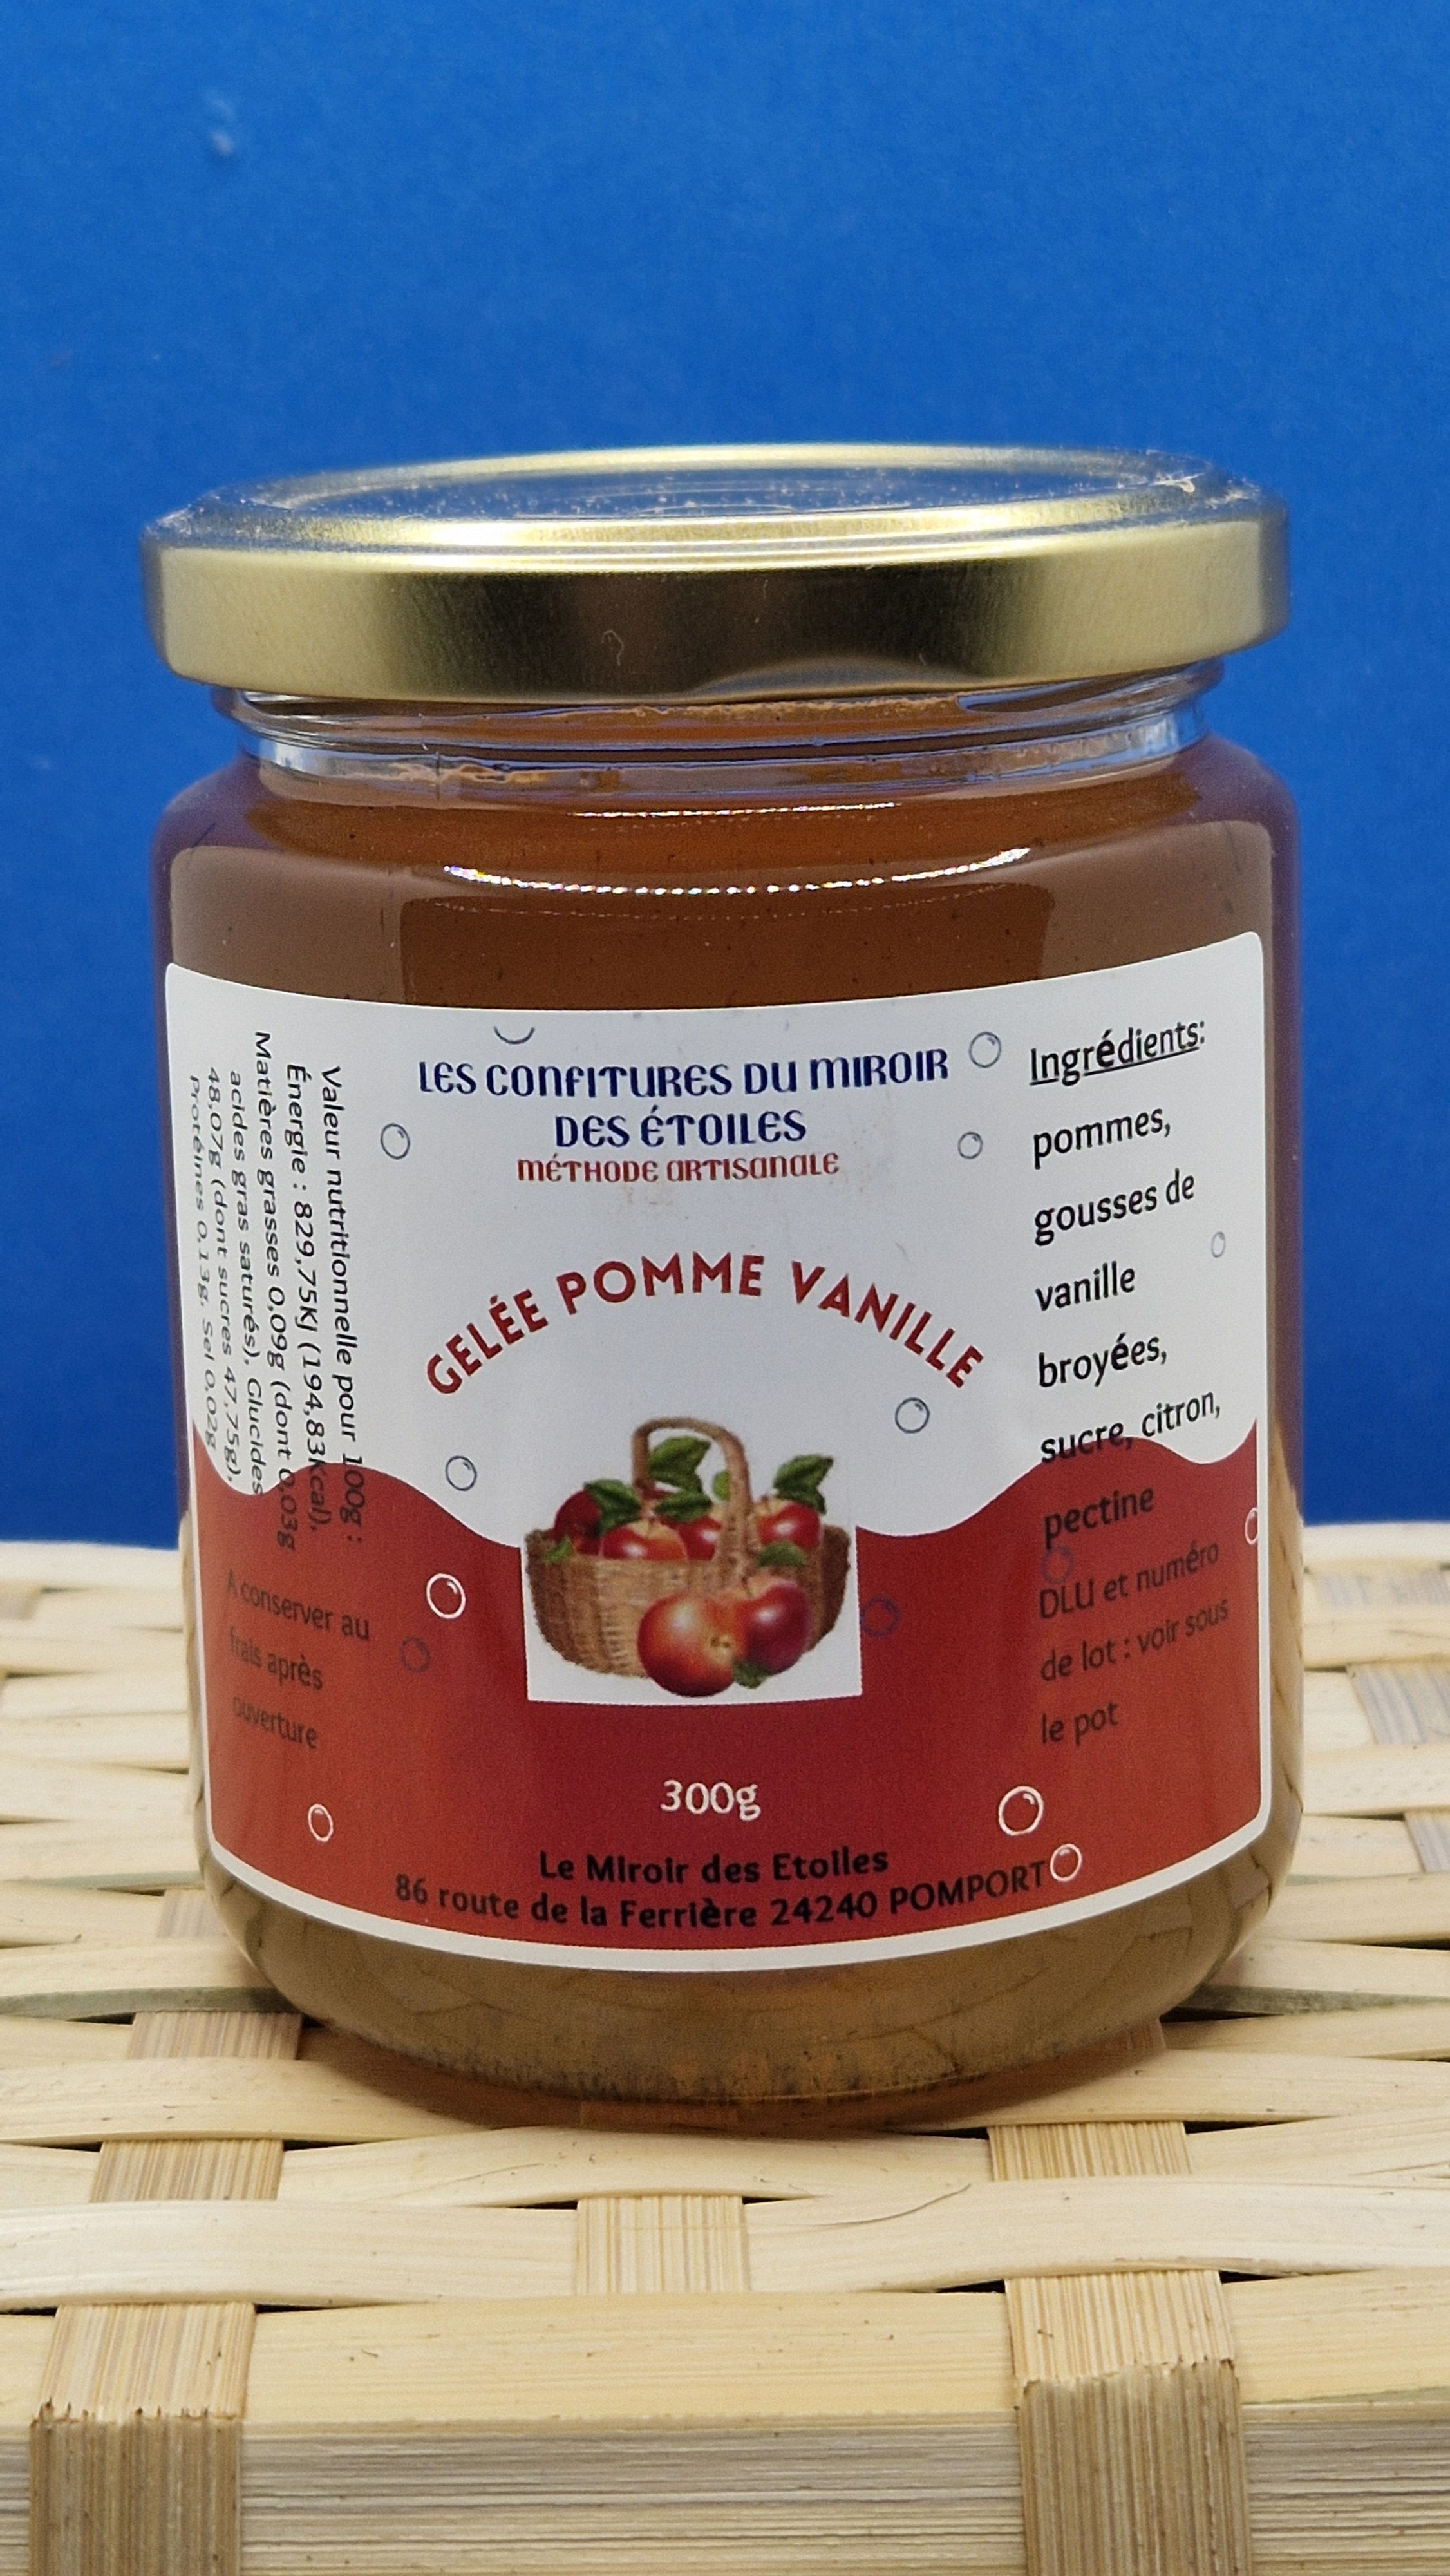 LES CONFITURES DU MIROIR
DES ÉTOILES
MÉTHODE ARTISANALE
GELÉE POMME VANILLE
300g
Le Miroir des Etoiles
86 route de la Ferrière 24240 POMPORT
Valeur nutritionnelle pour 100g :
Énergie : 829,75KJ (194,83Kcal).
Matières grasses 0,09g (dont 0,03g
acides gras saturés). Glucides
48,07g (dont sucres 47,75g).
Protéines 0,13g. Sel 0,02g
A conserver au
frais après
ouverture
Ingrédients:
pommes,
gousses de
vanille
broyées,
sucre, citron,
pectine
DLU et numéro
de lot : voir sous
le pot